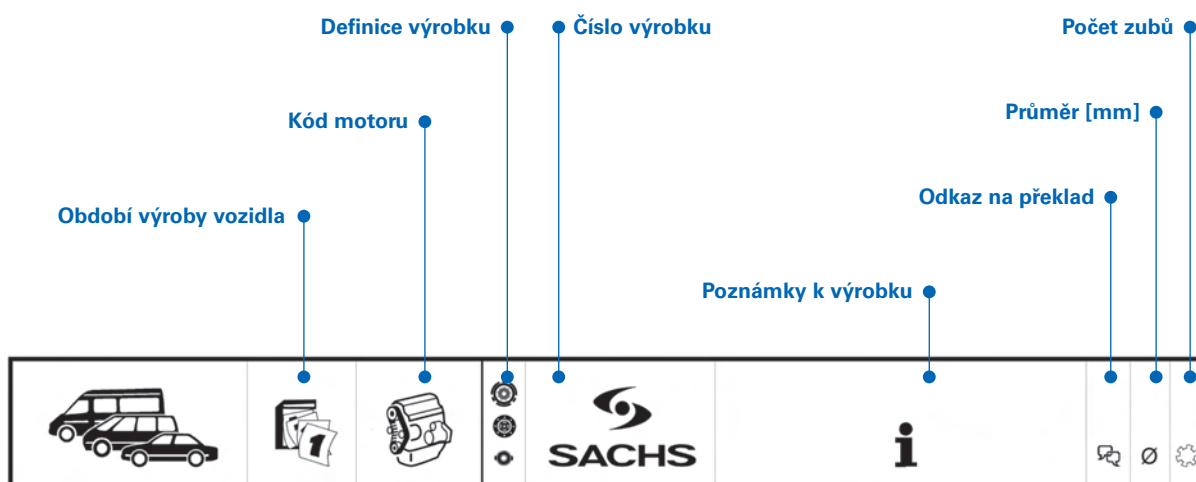 Definice výrobku
Číslo výrobku
Počet zubů
Kód motoru
Průměr [mm]
Období výroby vozidla
Odkaz na překlad
Poznámky k výrobku
1
SACHS
i
Ø